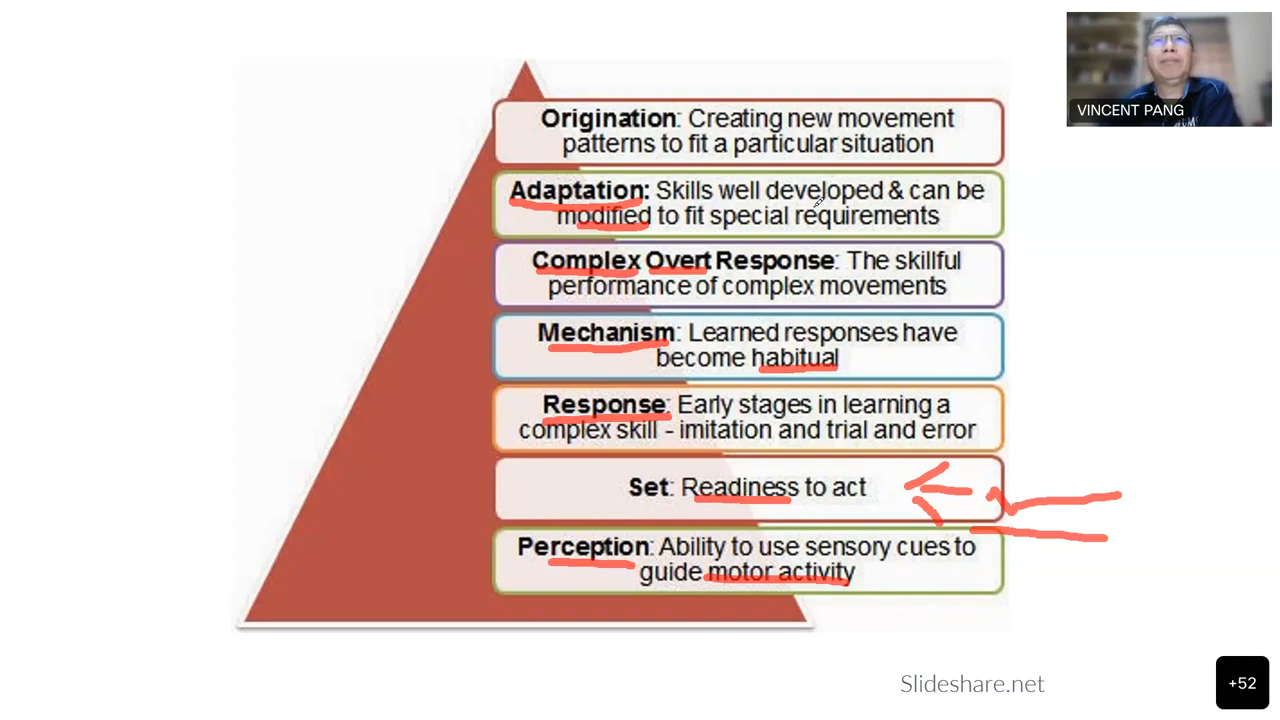 VINCENT PANG
Origination: Creating new movement
patterns to fit a particular situation
Adaptation: Skills well developed & can be
modified to fit special requirements
Complex Overt Response: The skillful
performance of complex movements
Mechanism: Learned responses have
become habitual
Response: Early stages in learning a
complex skill - imitation and trial and error
Set: Readiness to act
Perception: Ability to use sensory cues to
guide motor activity
Slideshare.net
+52